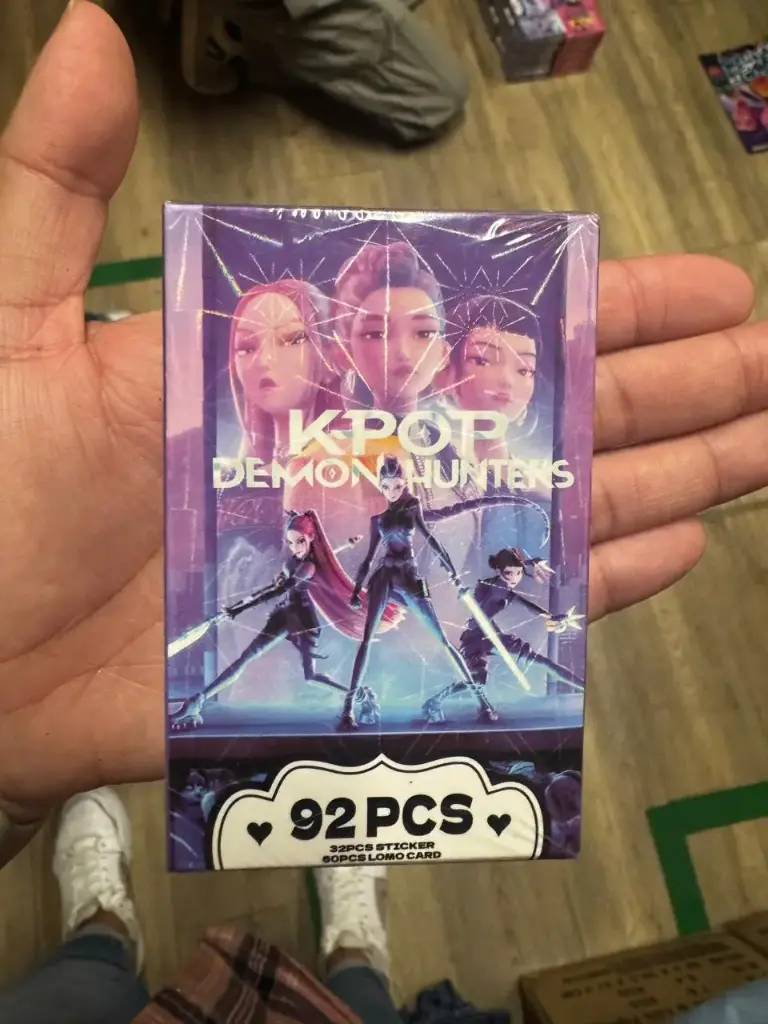 KPOP
DEMON HUNTERS
92 PCS
32PCS STICKER
60PCS LOMO CARD